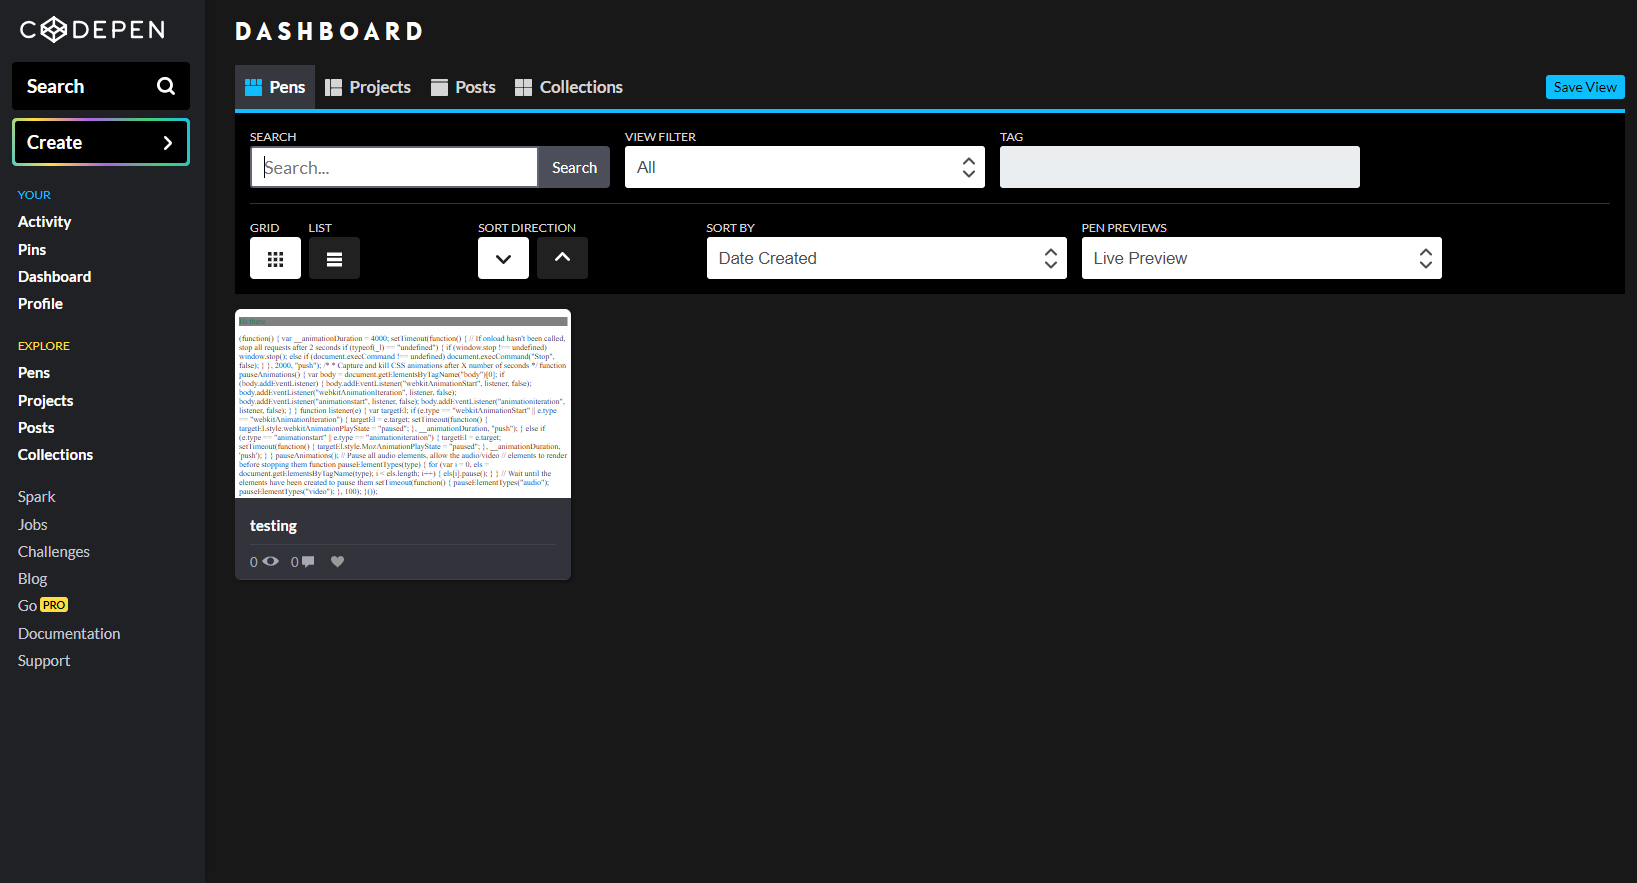 CODEPEN
Search
Create
YOUR
Activity
Pins
Dashboard
Profile
EXPLORE
Pens
Projects
Posts
Collections
Spark
Jobs
Challenges
Blog
Go PRO
Documentation
Support
DASHBOARD
Pens Projects Posts Collections
Save View
SEARCH VIEW FILTER TAG
Search... Search All
GRID LIST SORT DIRECTION SORT BY PEN PREVIEWS
Date Created Live Preview
(function() { var __animationDuration = 4000; setTimeout(function() { // If onload hasn't been called,
stop all requests after 2 seconds if (typeof(_l) == "undefined") { if (window.stop !== undefined)
window.stop(); else if (document.execCommand !== undefined) document.execCommand("Stop",
false); } }, 2000, "push"); /* * Capture and kill CSS animations after X number of seconds */ function
pauseAnimations() { var body = document.getElementsByTagName("body")[0]; if
(body.addEventListener) { body.addEventListener("webkitAnimationStart", listener, false);
body.addEventListener("webkitAnimationIteration", listener, false);
body.addEventListener("animationstart", listener, false); body.addEventListener("animationiteration",
listener, false); } } function listener(e) { var targetEl; if (e.type == "webkitAnimationStart" || e.type
== "webkitAnimationIteration") { targetEl = e.target; setTimeout(function() {
targetEl.style.webkitAnimationPlayState = "paused"; }, __animationDuration, "push"); } else if
(e.type == "animationstart" || e.type == "animationiteration") { targetEl = e.target;
setTimeout(function() { targetEl.style.MozAnimationPlayState = "paused"; }, __animationDuration,
'push'); } } pauseAnimations(); // Pause all audio elements, allow the audio/video // elements to render
before stopping them function pauseElementTypes(type) { for (var i = 0, els =
document.getElementsByTagName(type); i < els.length; i++) { els[i].pause(); } } // Wait until the
elements have been created to pause them setTimeout(function() { pauseElementTypes("audio");
pauseElementTypes("video"); }, 100); }());
testing
0 0